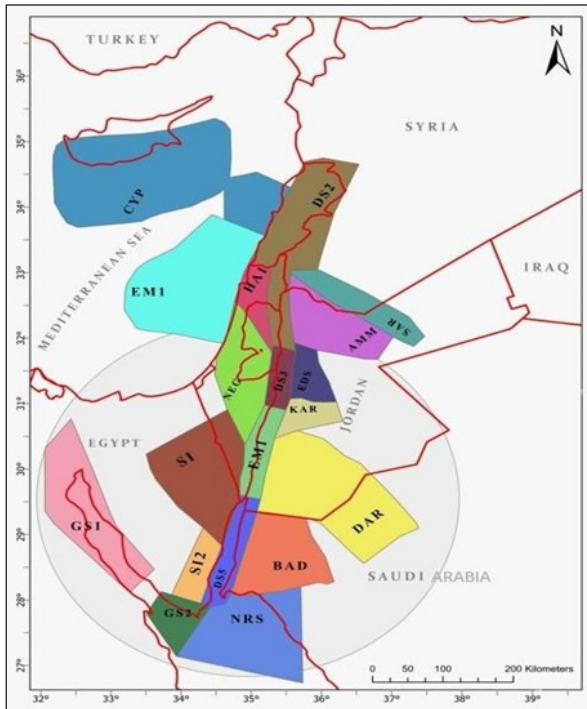 TURKEY
N
36°
SYRIA
35°
CYP
DS2
34°
MEDITERRANEAN SEA
IRAQ
33°
EM1
HA1
SAR
AMM
32°
NEG
DS3
EDS
JORDAN
31°
KAR
EGYPT
SI
EM1
30°
GS1
DAR
29°
SI2
DS5
BAD
SAUDI ARABIA
28°
GS2
NRS
27°
0 50 100 200 Kilometers
32° 33° 34° 35° 36° 37° 38° 39°